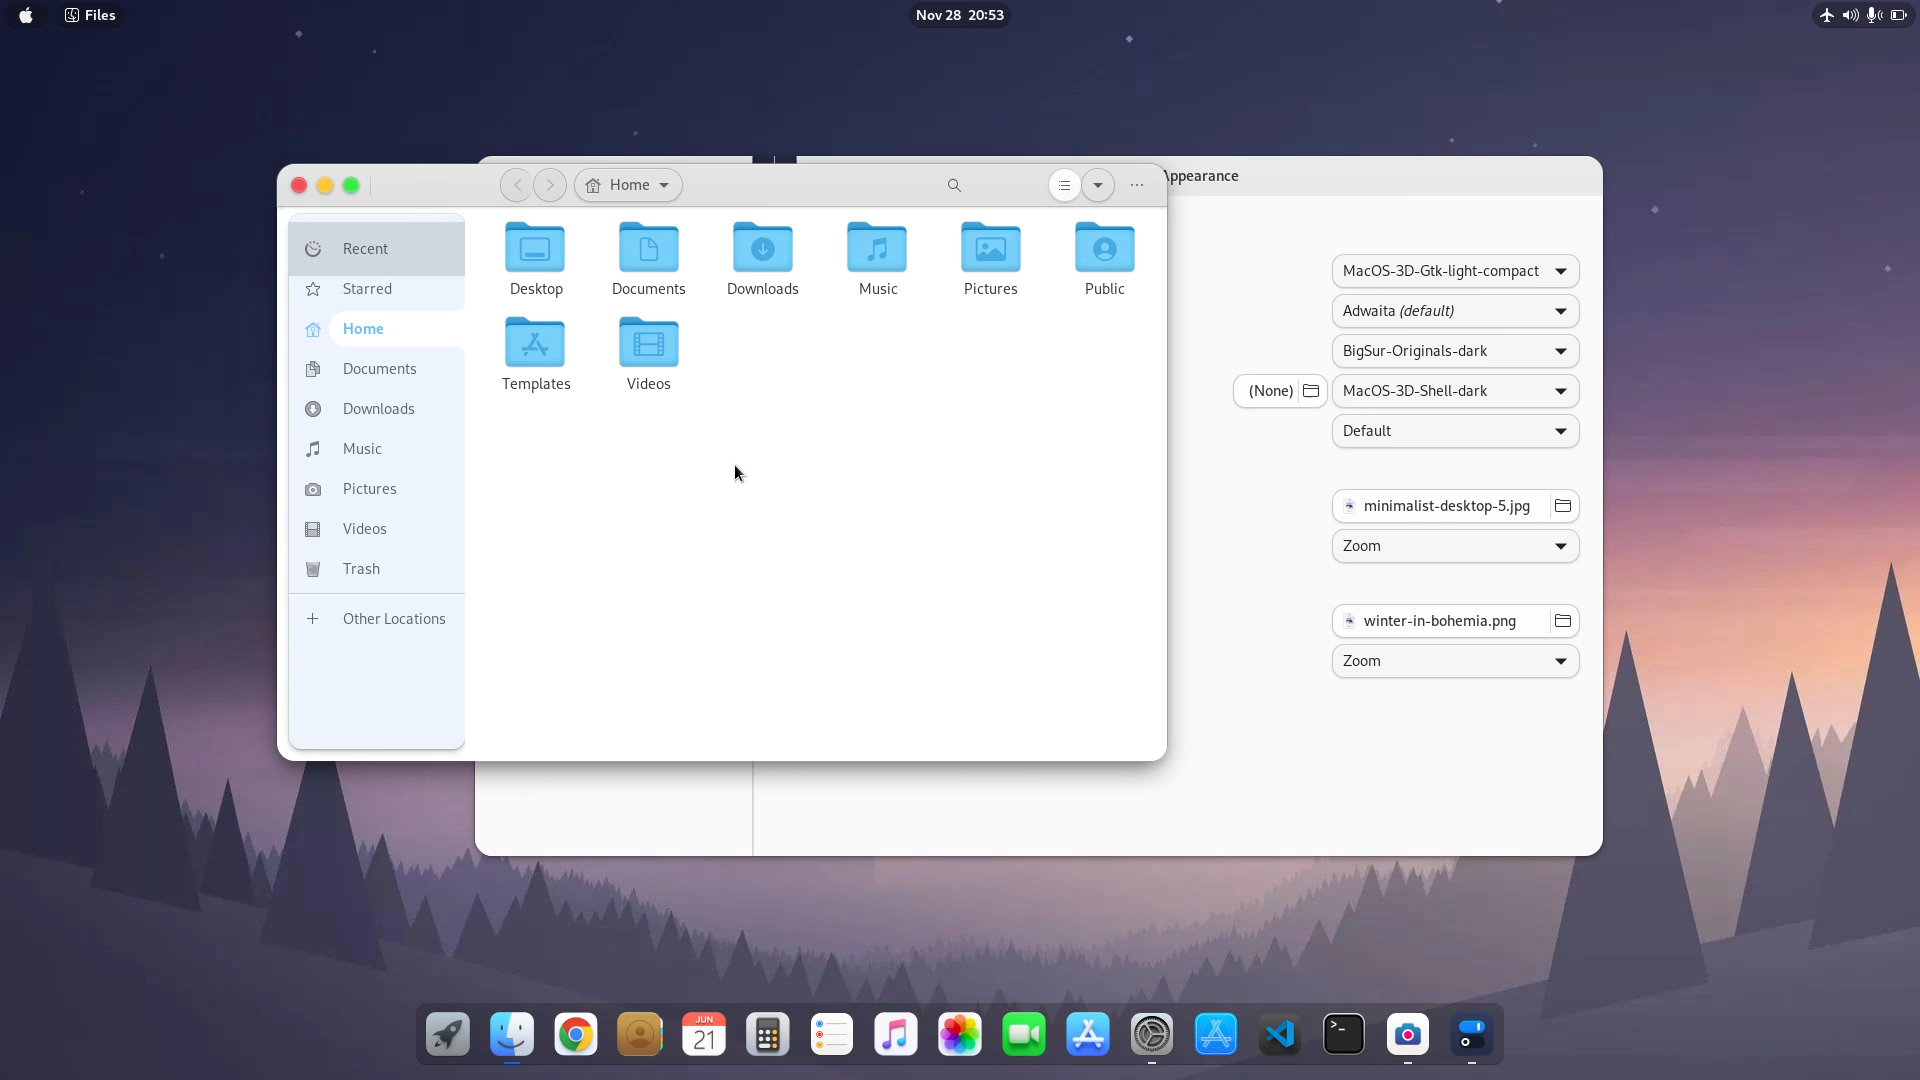 Files
Nov 28 20:53
Home
Appearance
Recent
Starred
Home
Documents
Downloads
Music
Pictures
Videos
Trash
Other Locations
Desktop
Documents
Downloads
Music
Pictures
Public
Templates
Videos
MacOS-3D-Gtk-light-compact
Adwaita (default)
BigSur-Originals-dark
(None)
MacOS-3D-Shell-dark
Default
minimalist-desktop-5.jpg
Zoom
winter-in-bohemia.png
Zoom
JUN
21
>_